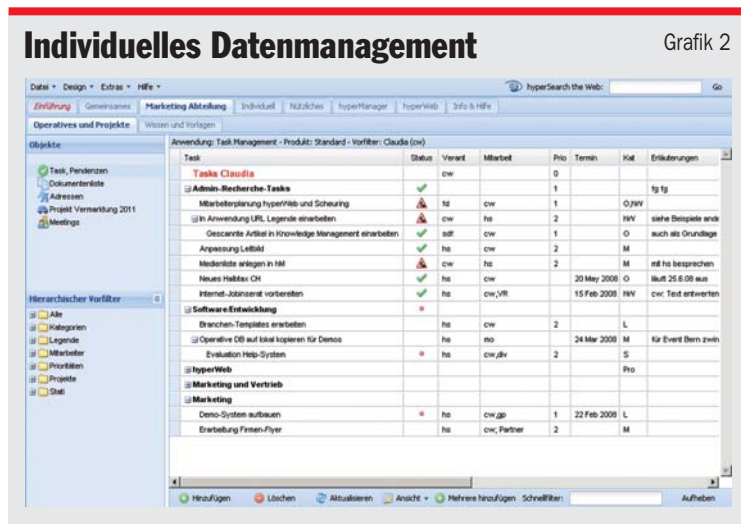 Individuelles Datenmanagement
Grafik 2
Datei Design Extras Hilfe
hyperSearch the Web: Go
Einführung Gemeinsames Marketing Abteilung Individuell Nützliches hyperManager hyperWeb Info & Hilfe
Operatives und Projekte Wissen und Vorlagen
Objekte
Task, Pendenzen
Dokumentenliste
Adressen
Projekt Vermarktung 2011
Meetings
Hierarchischer Vorfilter
Alle
Kategorien
Legende
Mitarbeiter
Prioritäten
Projekte
Stati
Anwendung: Task Management - Produkt: Standard - Vorfilter: Claudia (cw)
Task Status Verant Mitarbeit Prio Termin Kat Erläuterungen
Tasks Claudia cw 0
Admin-Recherche-Tasks 1 fg fg
Mitarbeiterplanung hyperWeb und Scheuring td cw 1
In Anwendung URL Legende einarbeiten cw hs 2 siehe Beispiele ande
Gescannte Artikel in Knowledge Management einarbeiten sdf cw 1 O auch als Grundlage
Anpassung Leitbild hs cw 2 M
Medienliste anlegen in hM cw hs 2 M mit hs besprechen
Neues Halbtax CH hs cw 20 May 2008 O läuft 25.6.08 aus
Internet-Jobinserat vorbereiten hs cw,VR 15 Feb 2008 cw: Text entwerfen
Software-Entwicklung
Branchen-Templates erarbeiten hs cw 2 L
Operative DB auf lokal kopieren für Demos hs mo 24 Mar 2008 M für Event Bern zwin
Evaluation Help-System hs cw,div 2 S
hyperWeb Pro
Marketing und Vertrieb
Marketing
Demo-System aufbauen hs cw,gp 1 22 Feb 2008 L
Erarbeitung Firmen-Flyer hs cw; Partner 2 M
Hinzufügen Löschen Aktualisieren Ansicht Mehrere hinzufügen Schnellfilter: Aufheben